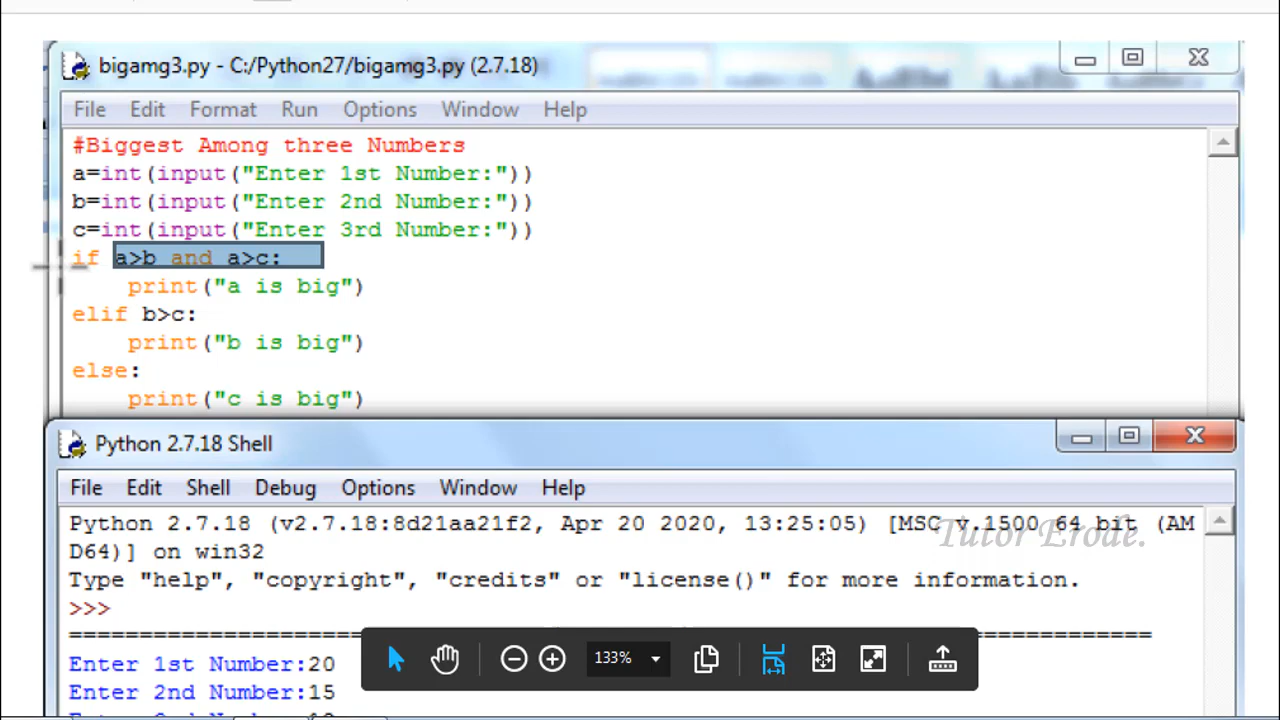 bigamg3.py - C:/Python27/bigamg3.py (2.7.18)
File Edit Format Run Options Window Help
#Biggest Among three Numbers
a=int(input("Enter 1st Number:"))
b=int(input("Enter 2nd Number:"))
c=int(input("Enter 3rd Number:"))
if a>b and a>c:
    print("a is big")
elif b>c:
    print("b is big")
else:
    print("c is big")
Python 2.7.18 Shell
File Edit Shell Debug Options Window Help
Python 2.7.18 (v2.7.18:8d21aa21f2, Apr 20 2020, 13:25:05) [MSC v.1500 64 bit (AM
D64)] on win32
Tutor Erode.
Type "help", "copyright", "credits" or "license()" for more information.
>>>
Enter 1st Number:20
133%
Enter 2nd Number:15